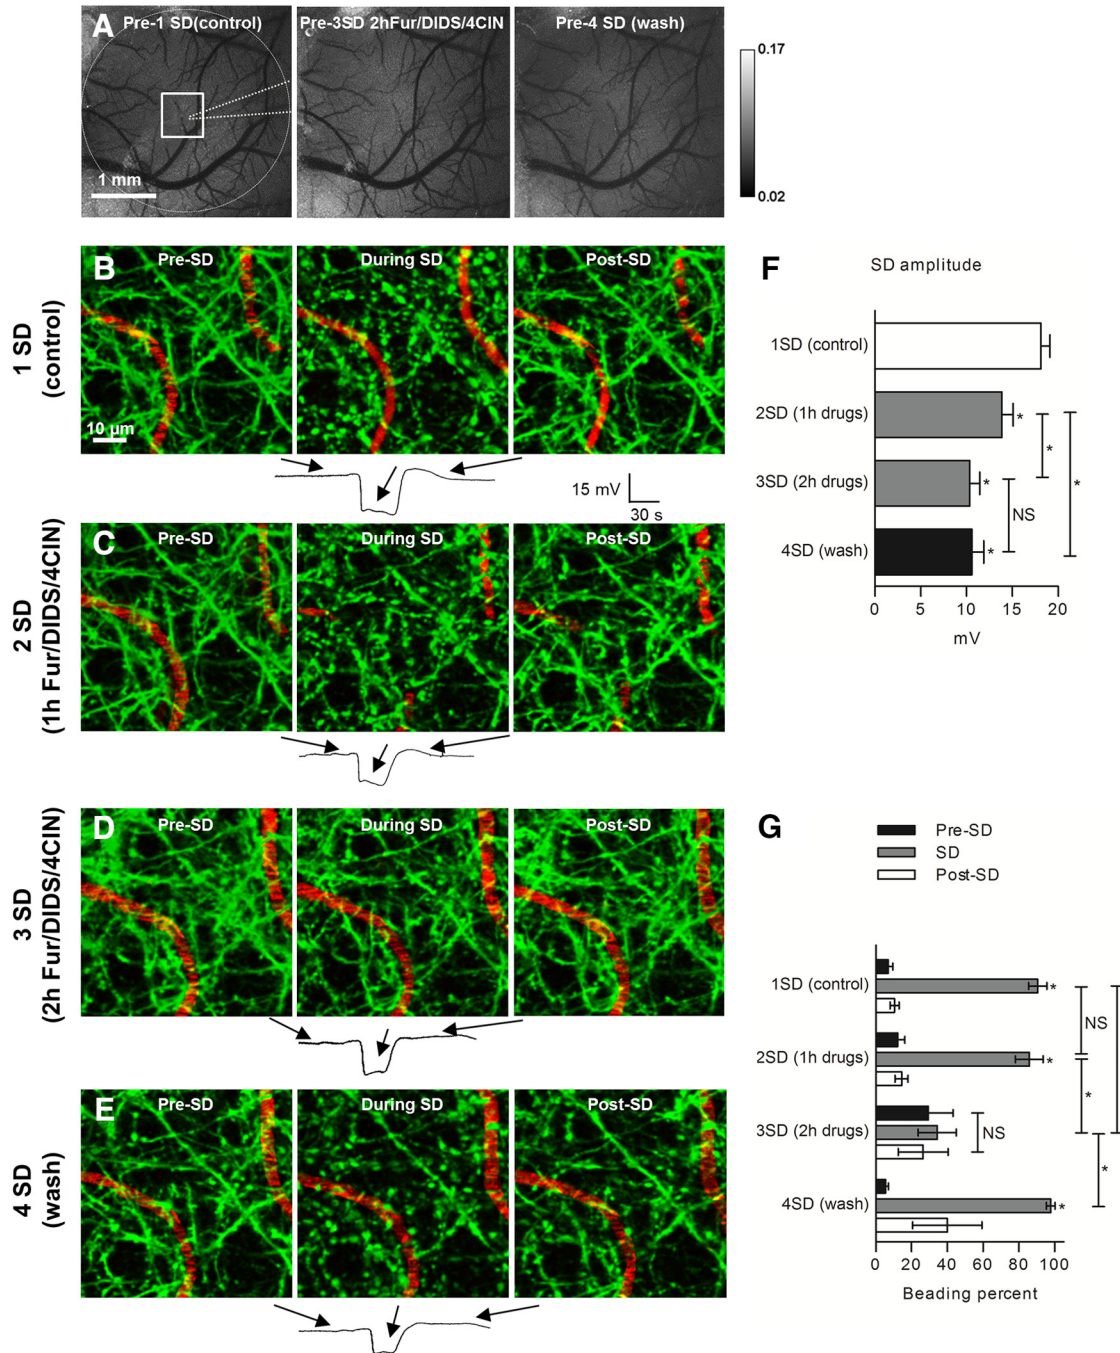 A
Pre-1 SD(control)
Pre-3SD 2hFur/DIDS/4CIN
Pre-4 SD (wash)
1 mm
0.17
0.02
1 SD
(control)
B
Pre-SD
During SD
Post-SD
10 µm
15 mV
30 s
2 SD
(1h Fur/DIDS/4CIN)
C
Pre-SD
During SD
Post-SD
3 SD
(2h Fur/DIDS/4CIN)
D
Pre-SD
During SD
Post-SD
4 SD
(wash)
E
Pre-SD
During SD
Post-SD
F
SD amplitude
1SD (control)
2SD (1h drugs)
*
*
3SD (2h drugs)
*
*
NS
4SD (wash)
*
0 5 10 15 20
mV
G
Pre-SD
SD
Post-SD
1SD (control)
*
NS
2SD (1h drugs)
*
*
3SD (2h drugs)
NS
*
4SD (wash)
*
0 20 40 60 80 100
Beading percent